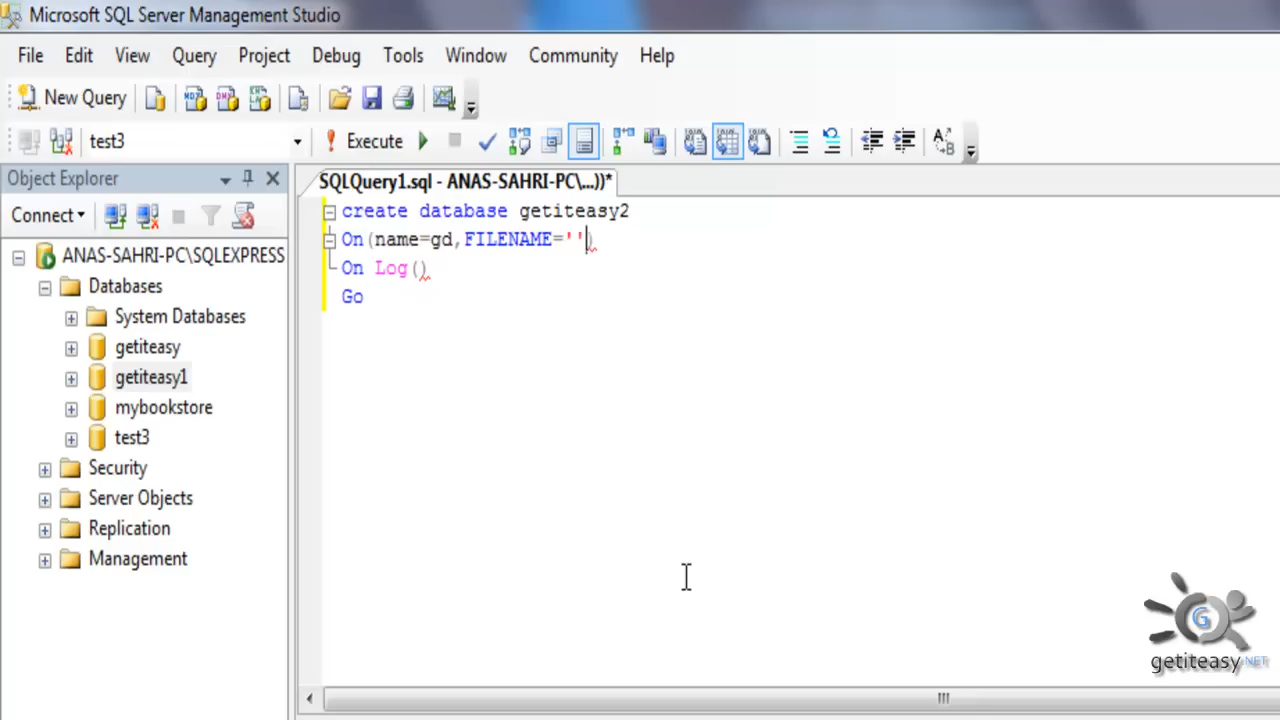 Microsoft SQL Server Management Studio
File Edit View Query Project Debug Tools Window Community Help
New Query
test3 Execute
Object Explorer
SQLQuery1.sql - ANAS-SAHRI-PC\...))*
Connect
ANAS-SAHRI-PC\SQLEXPRESS
Databases
System Databases
getiteasy
getiteasy1
mybookstore
test3
Security
Server Objects
Replication
Management
create database getiteasy2
On(name=gd,FILENAME='')
On Log()
Go
G
getiteasy.NET